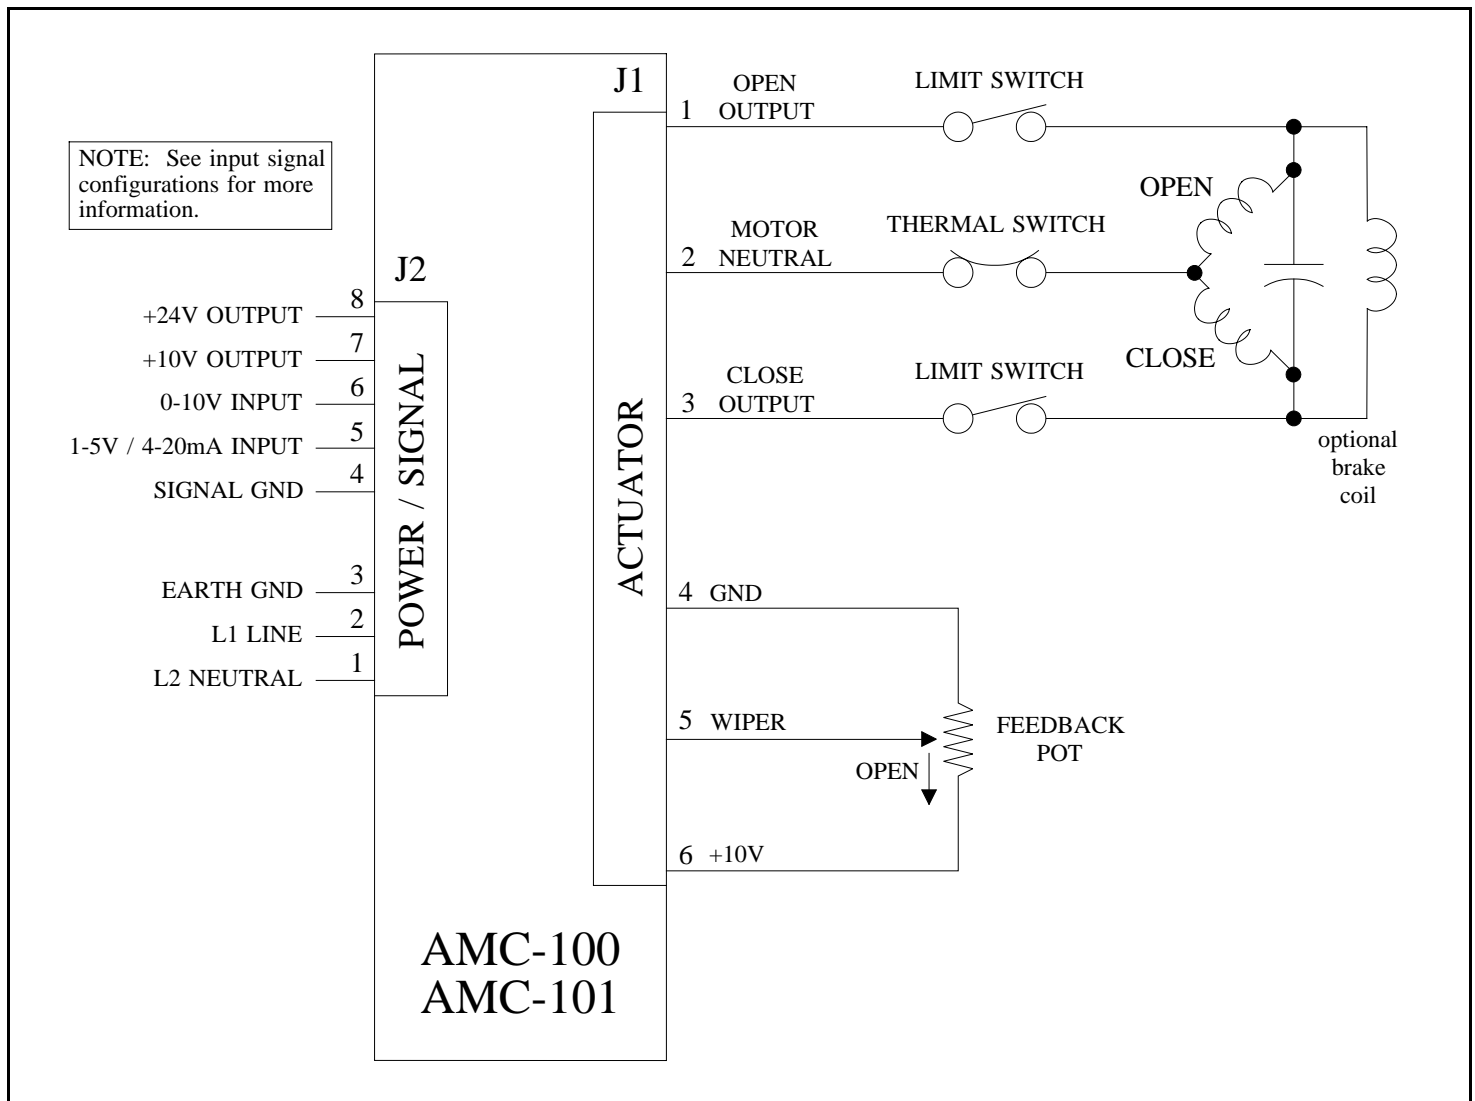 J1
1
OPEN
OUTPUT
LIMIT SWITCH
NOTE: See input signal
configurations for more
information.
OPEN
2
MOTOR
NEUTRAL
THERMAL SWITCH
J2
8
+24V OUTPUT
7
+10V OUTPUT
6
0-10V INPUT
5
1-5V / 4-20mA INPUT
4
SIGNAL GND
3
EARTH GND
2
L1 LINE
1
L2 NEUTRAL
POWER / SIGNAL
ACTUATOR
CLOSE
3
CLOSE
OUTPUT
LIMIT SWITCH
optional
brake
coil
4 GND
5 WIPER
FEEDBACK
POT
OPEN
6 +10V
AMC-100
AMC-101